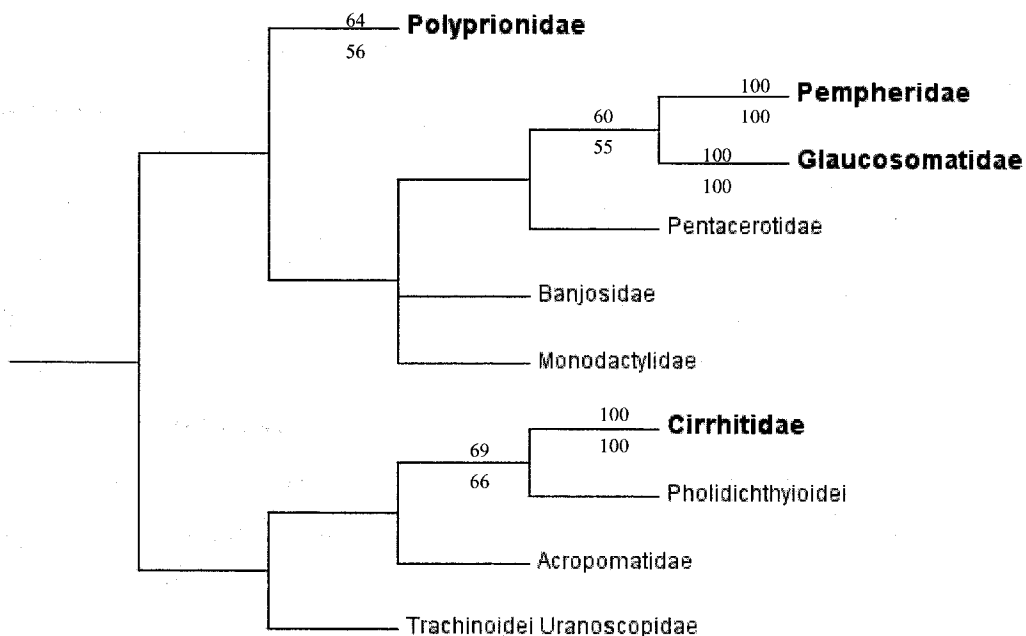 64
Polyprionidae
56
100
Pempheridae
100
60
55
100
Glaucosomatidae
100
Pentacerotidae
Banjosidae
Monodactylidae
100
Cirrhitidae
100
69
66
Pholidichthyioidei
Acropomatidae
Trachinoidei Uranoscopidae